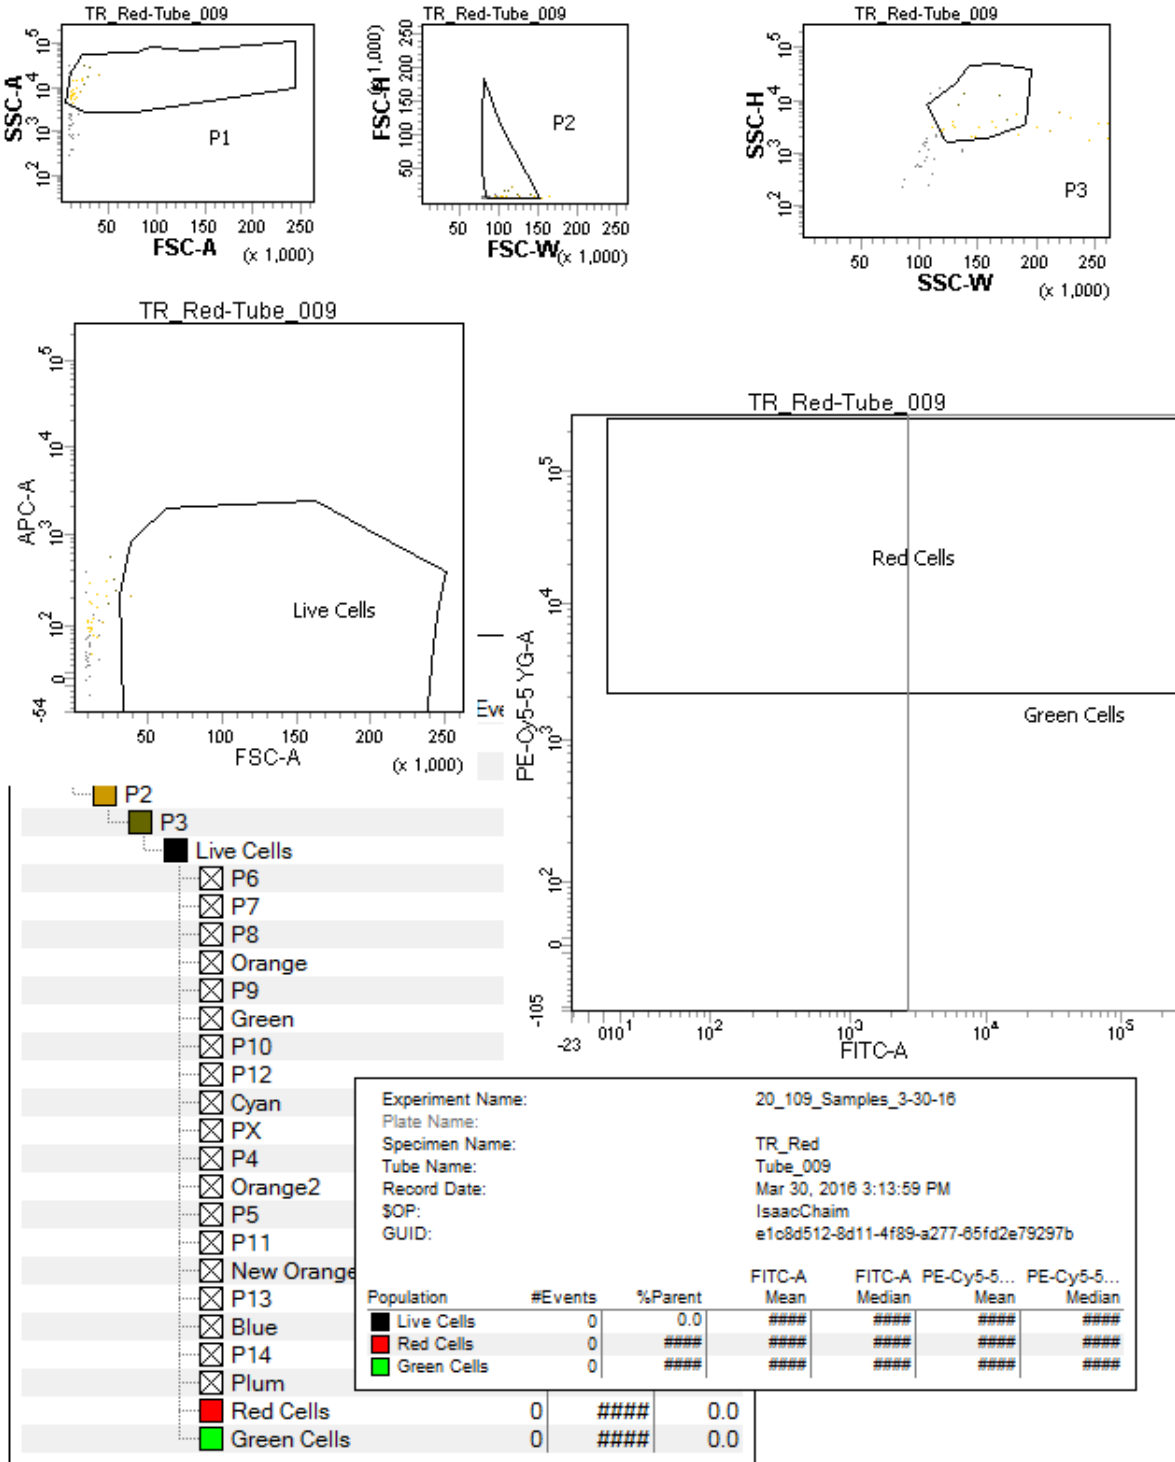 TR_Red-Tube_009
SSC-A
10^5
10^4
10^3
10^2
P1
50 100 150 200 250
FSC-A (x 1,000)
TR_Red-Tube_009
FSC-H
(x 1,000)
250
200
150
100
50
P2
50 100 150 200 250
FSC-W (x 1,000)
TR_Red-Tube_009
SSC-H
10^5
10^4
10^3
10^2
P3
50 100 150 200 250
SSC-W (x 1,000)
TR_Red-Tube_009
APC-A
10^5
10^4
10^3
10^2
0
-54
Live Cells
50 100 150 200 250
FSC-A (x 1,000)
Eve
TR_Red-Tube_009
PE-Cy5-5 YG-A
10^5
10^4
10^3
10^2
0
-105
Red Cells
Green Cells
-23 0 10^1 10^2 10^3 10^4 10^5
FITC-A
P2
P3
Live Cells
P6
P7
P8
Orange
P9
Green
P10
P12
Cyan
PX
P4
Orange2
P5
P11
New Orange
P13
Blue
P14
Plum
Red Cells 0 #### 0.0
Green Cells 0 #### 0.0
Experiment Name: 20_109_Samples_3-30-16
Plate Name:
Specimen Name: TR_Red
Tube Name: Tube_009
Record Date: Mar 30, 2016 3:13:59 PM
$OP: IsaacChaim
GUID: e1c8d512-8d11-4f89-a277-65fd2e79297b
FITC-A FITC-A PE-Cy5-5... PE-Cy5-5...
Population #Events %Parent Mean Median Mean Median
Live Cells 0 0.0 #### #### #### ####
Red Cells 0 #### #### #### #### ####
Green Cells 0 #### #### #### #### ####